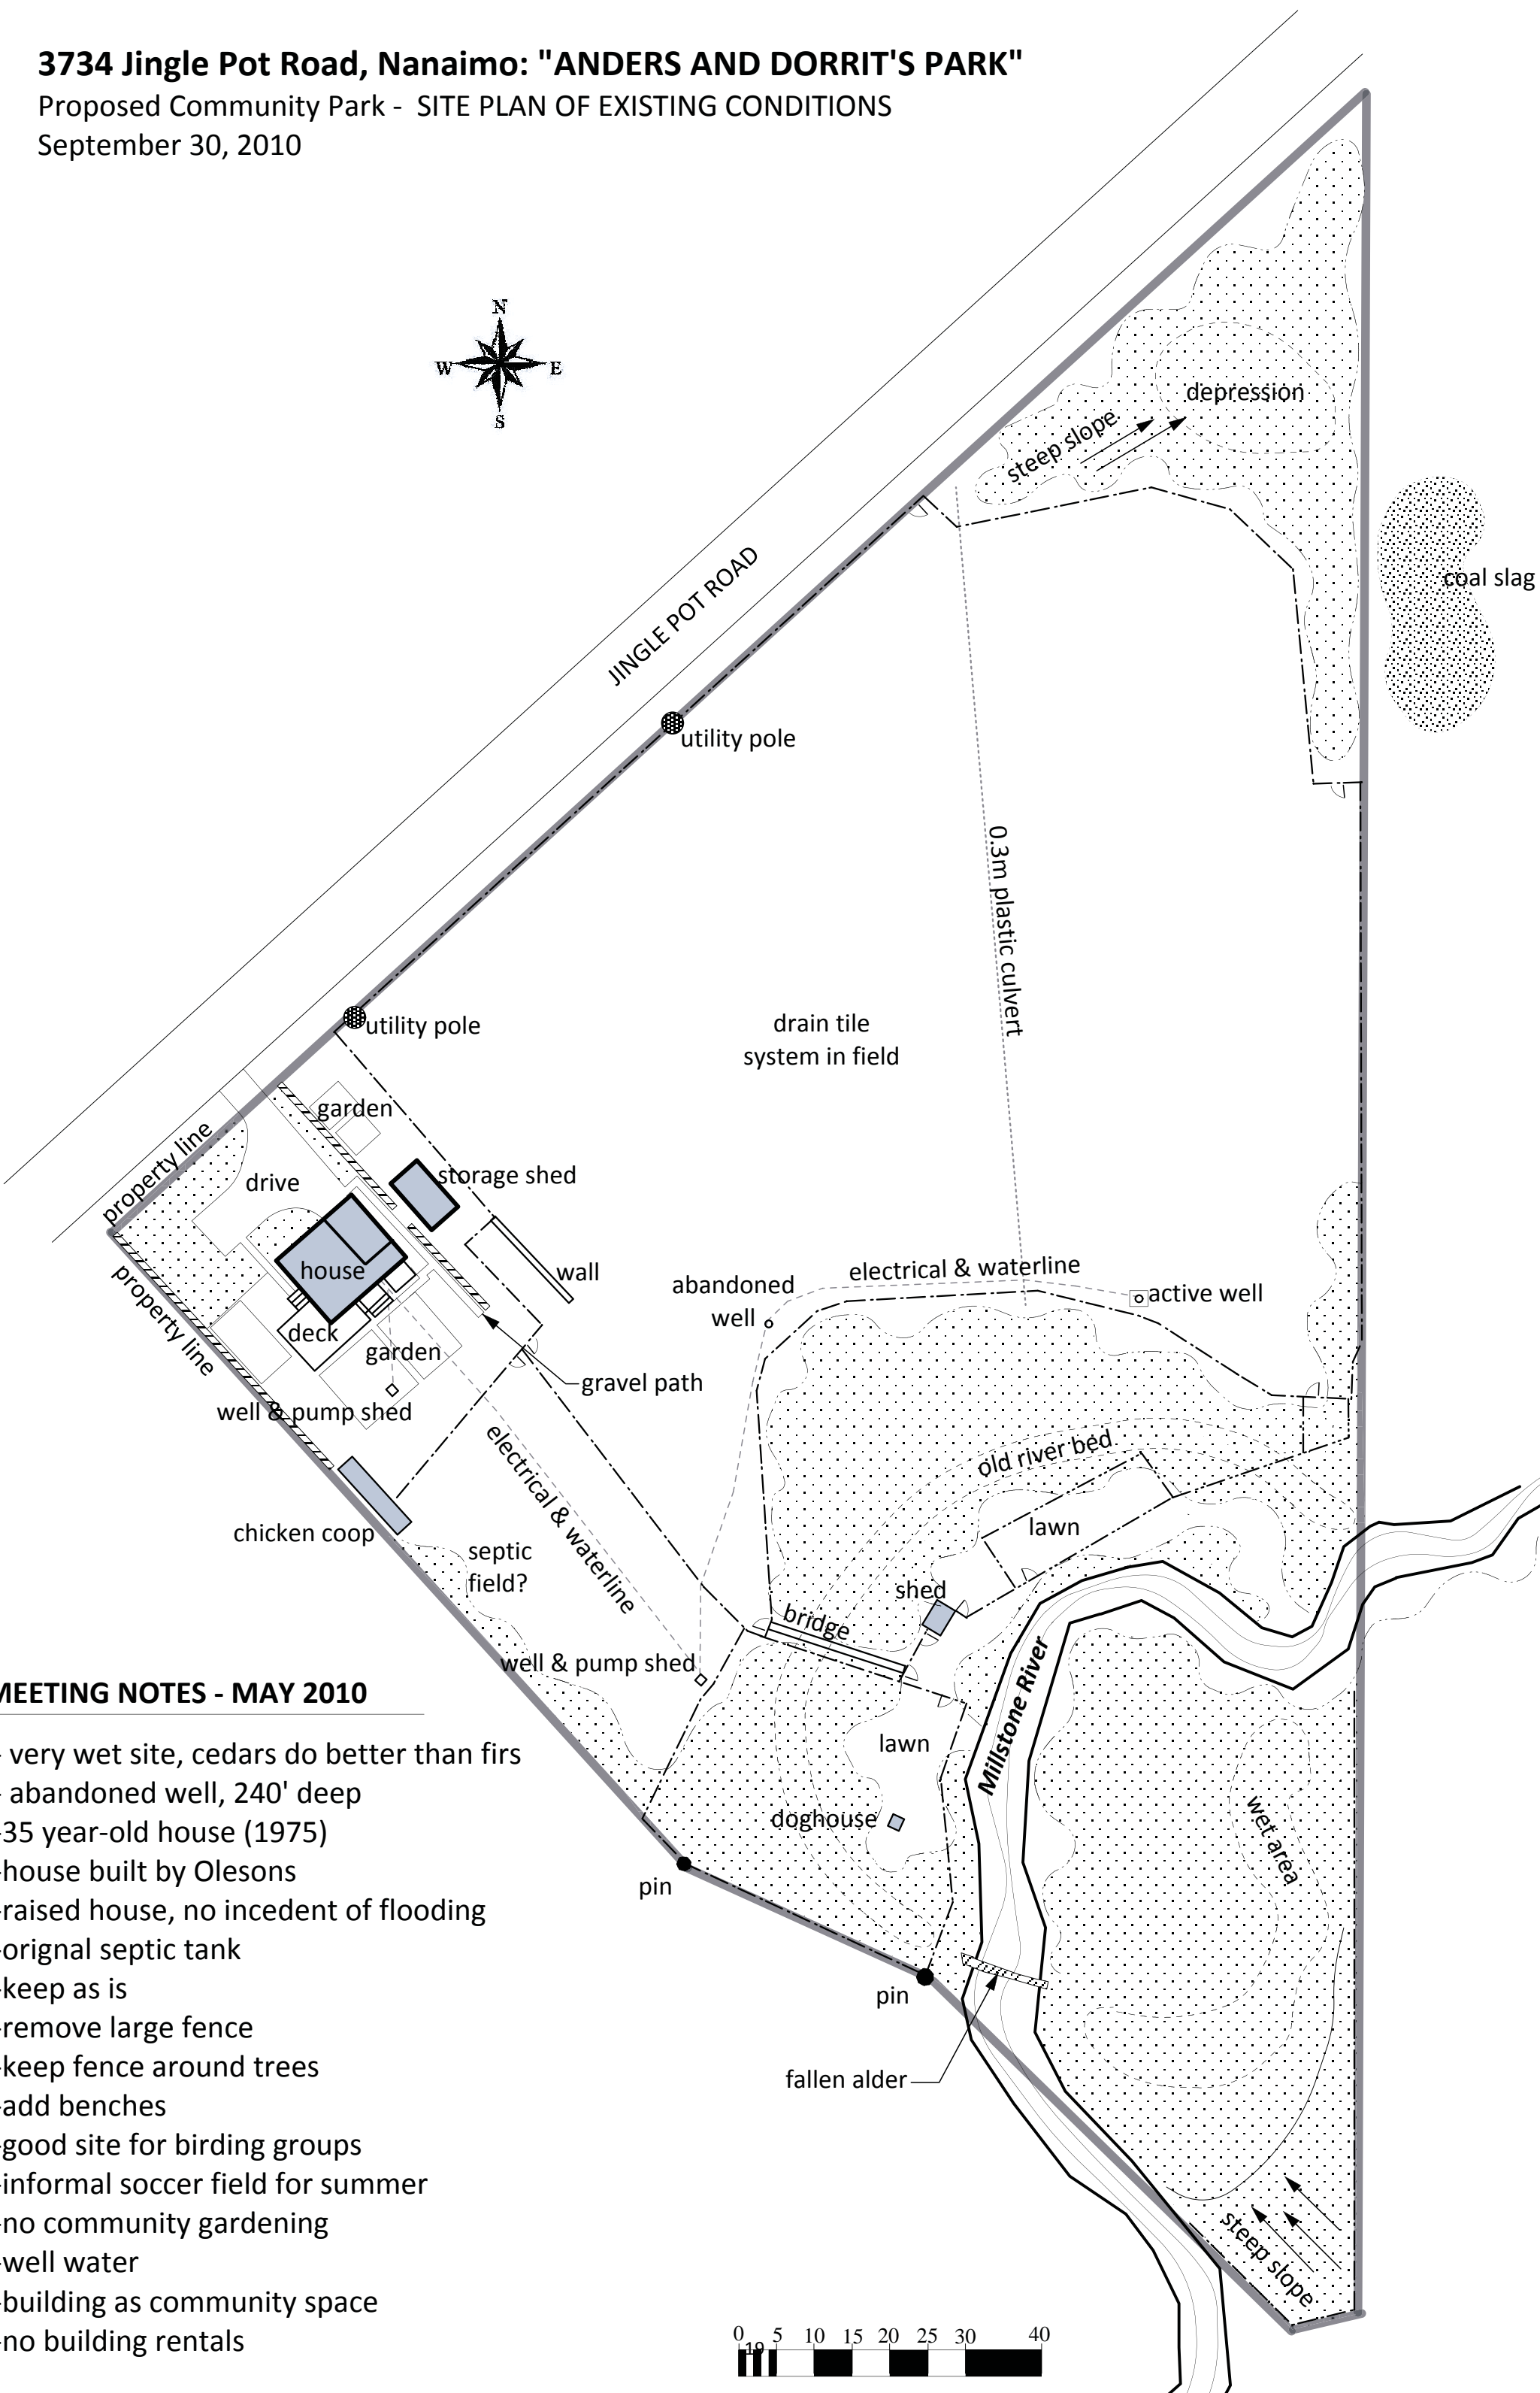 3734 Jingle Pot Road, Nanaimo: "ANDERS AND DORRIT'S PARK"
Proposed Community Park - SITE PLAN OF EXISTING CONDITIONS
September 30, 2010
N
W
E
S
depression
steep slope
coal slag
JINGLE POT ROAD
utility pole
0.3m plastic culvert
utility pole
drain tile
system in field
garden
property line
drive
storage shed
house
wall
electrical & waterline
abandoned
well
active well
property line
deck
garden
gravel path
well & pump shed
electrical & waterline
old river bed
chicken coop
septic
field?
lawn
shed
bridge
well & pump shed
Millstone River
lawn
doghouse
wet area
pin
pin
fallen alder
steep slope
MEETING NOTES - MAY 2010
- very wet site, cedars do better than firs
- abandoned well, 240' deep
-35 year-old house (1975)
-house built by Olesons
-raised house, no incedent of flooding
-orignal septic tank
-keep as is
-remove large fence
-keep fence around trees
-add benches
-good site for birding groups
-informal soccer field for summer
-no community gardening
-well water
-building as community space
-no building rentals
0 5 10 15 20 25 30 40
19